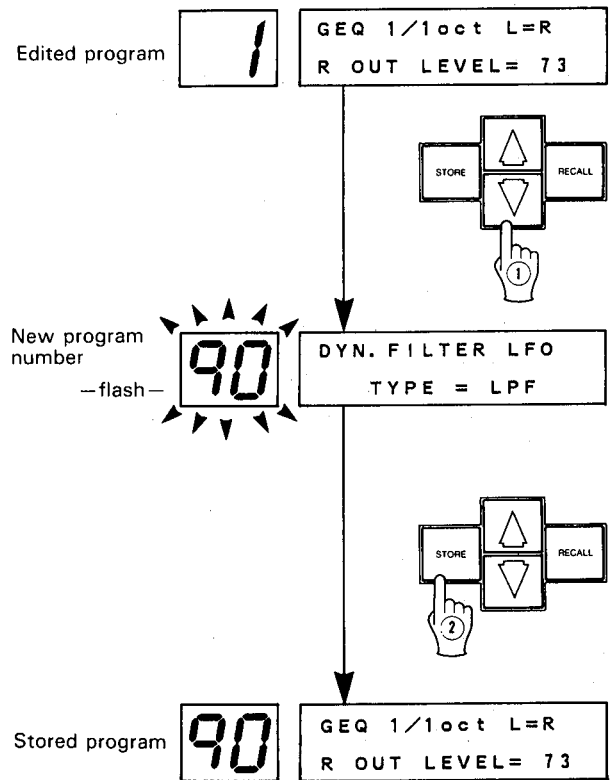 Edited program
1
GEQ 1/1oct L=R
R OUT LEVEL= 73
STORE
RECALL
1
New program
number
—flash—
90
DYN. FILTER LFO
TYPE = LPF
STORE
RECALL
2
Stored program
90
GEQ 1/1oct L=R
R OUT LEVEL= 73